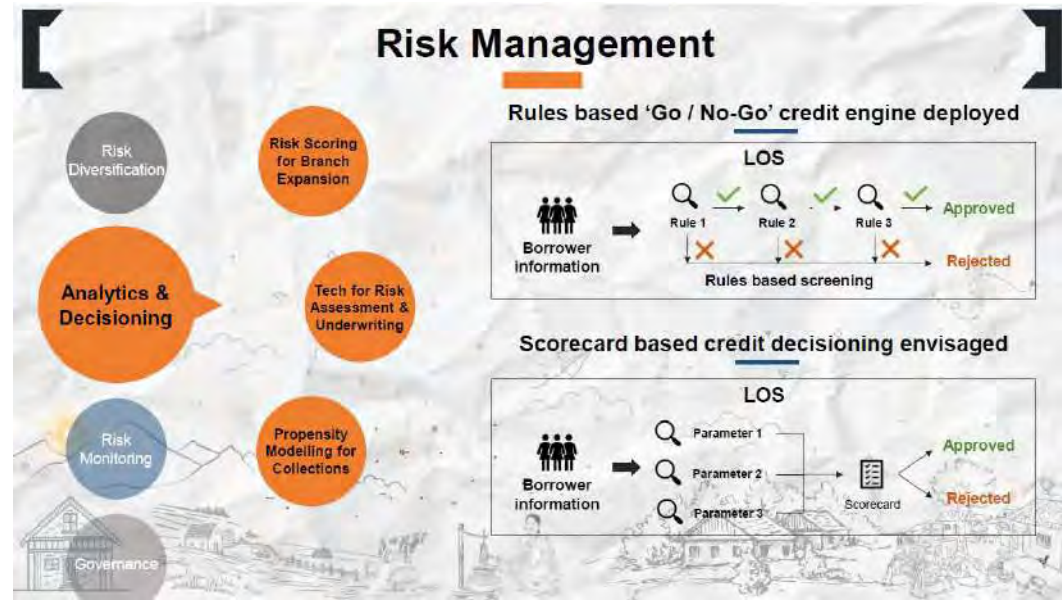 Risk Management
Risk
Diversification
Analytics &
Decisioning
Risk
Monitoring
Governance
Risk Scoring
for Branch
Expansion
Tech for Risk
Assessment &
Underwriting
Propensity
Modelling for
Collections
Rules based ‘Go / No-Go’ credit engine deployed
LOS
Borrower
information
Rule 1
Rule 2
Rule 3
Approved
Rejected
Rules based screening
Scorecard based credit decisioning envisaged
LOS
Borrower
information
Parameter 1
Parameter 2
Parameter 3
Scorecard
Approved
Rejected